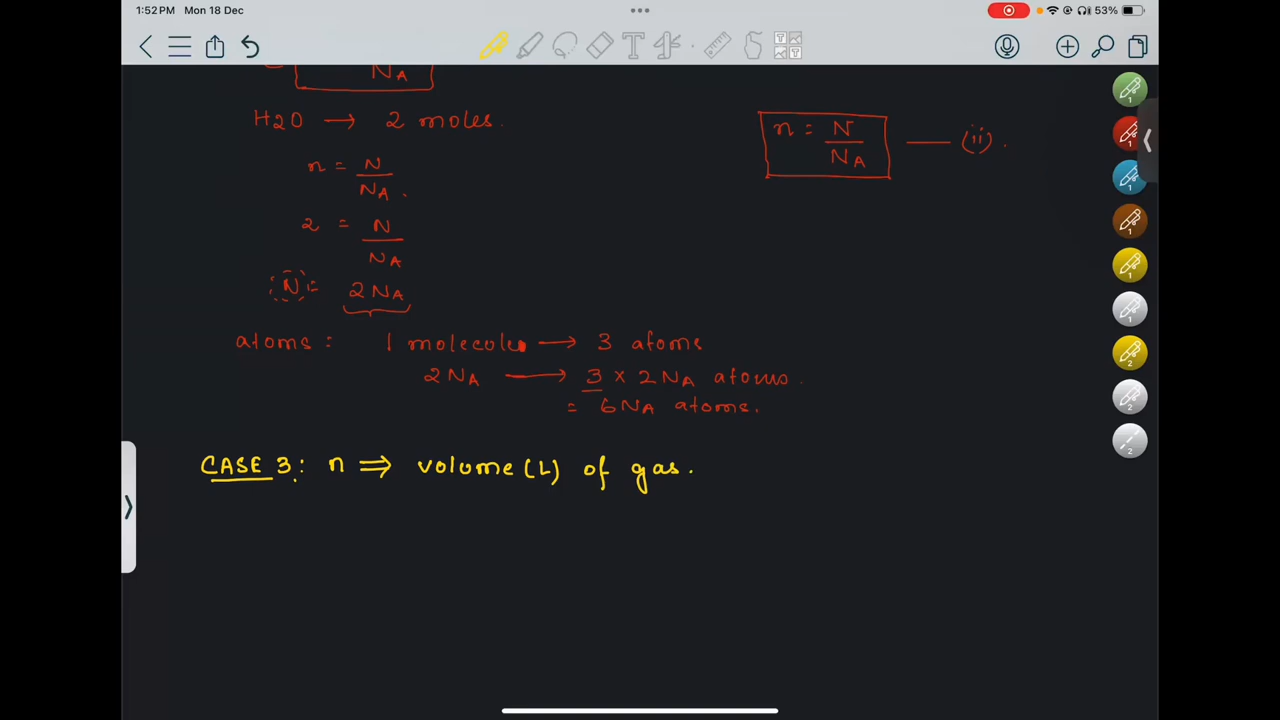 1:52 PM Mon 18 Dec
53%
NA
H2O → 2 moles.
n = N / NA —— (ii).
n = N / NA.
2 = N / NA
N = 2NA
atoms : 1 molecule → 3 atoms
2NA → 3 × 2NA atoms.
= 6NA atoms.
CASE 3: n ⇒ volume (L) of gas.